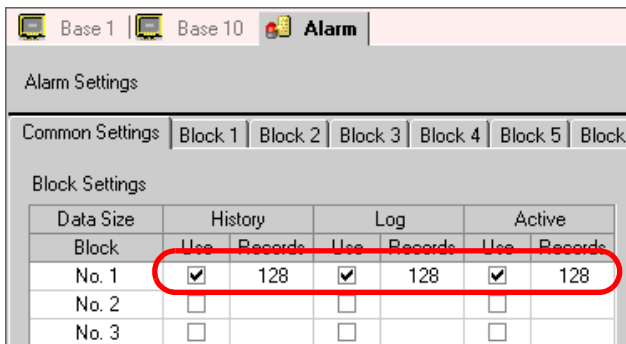 Base 1 Base 10 Alarm
Alarm Settings
Common Settings Block 1 Block 2 Block 3 Block 4 Block 5 Block
Block Settings
Data Size History Log Active
Block Use Records Use Records Use Records
No. 1 128 128 128
No. 2
No. 3